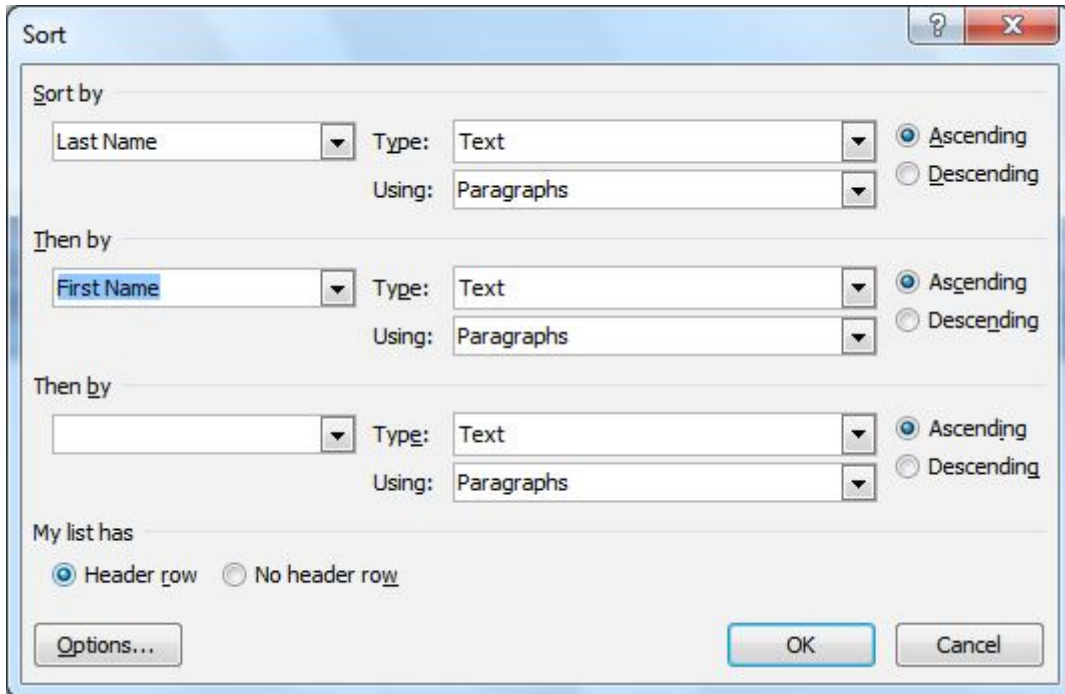 Sort
Sort by
Last Name Type: Text Ascending
Using: Paragraphs Descending
Then by
First Name Type: Text Ascending
Using: Paragraphs Descending
Then by
Type: Text Ascending
Using: Paragraphs Descending
My list has
Header row No header row
Options... OK Cancel